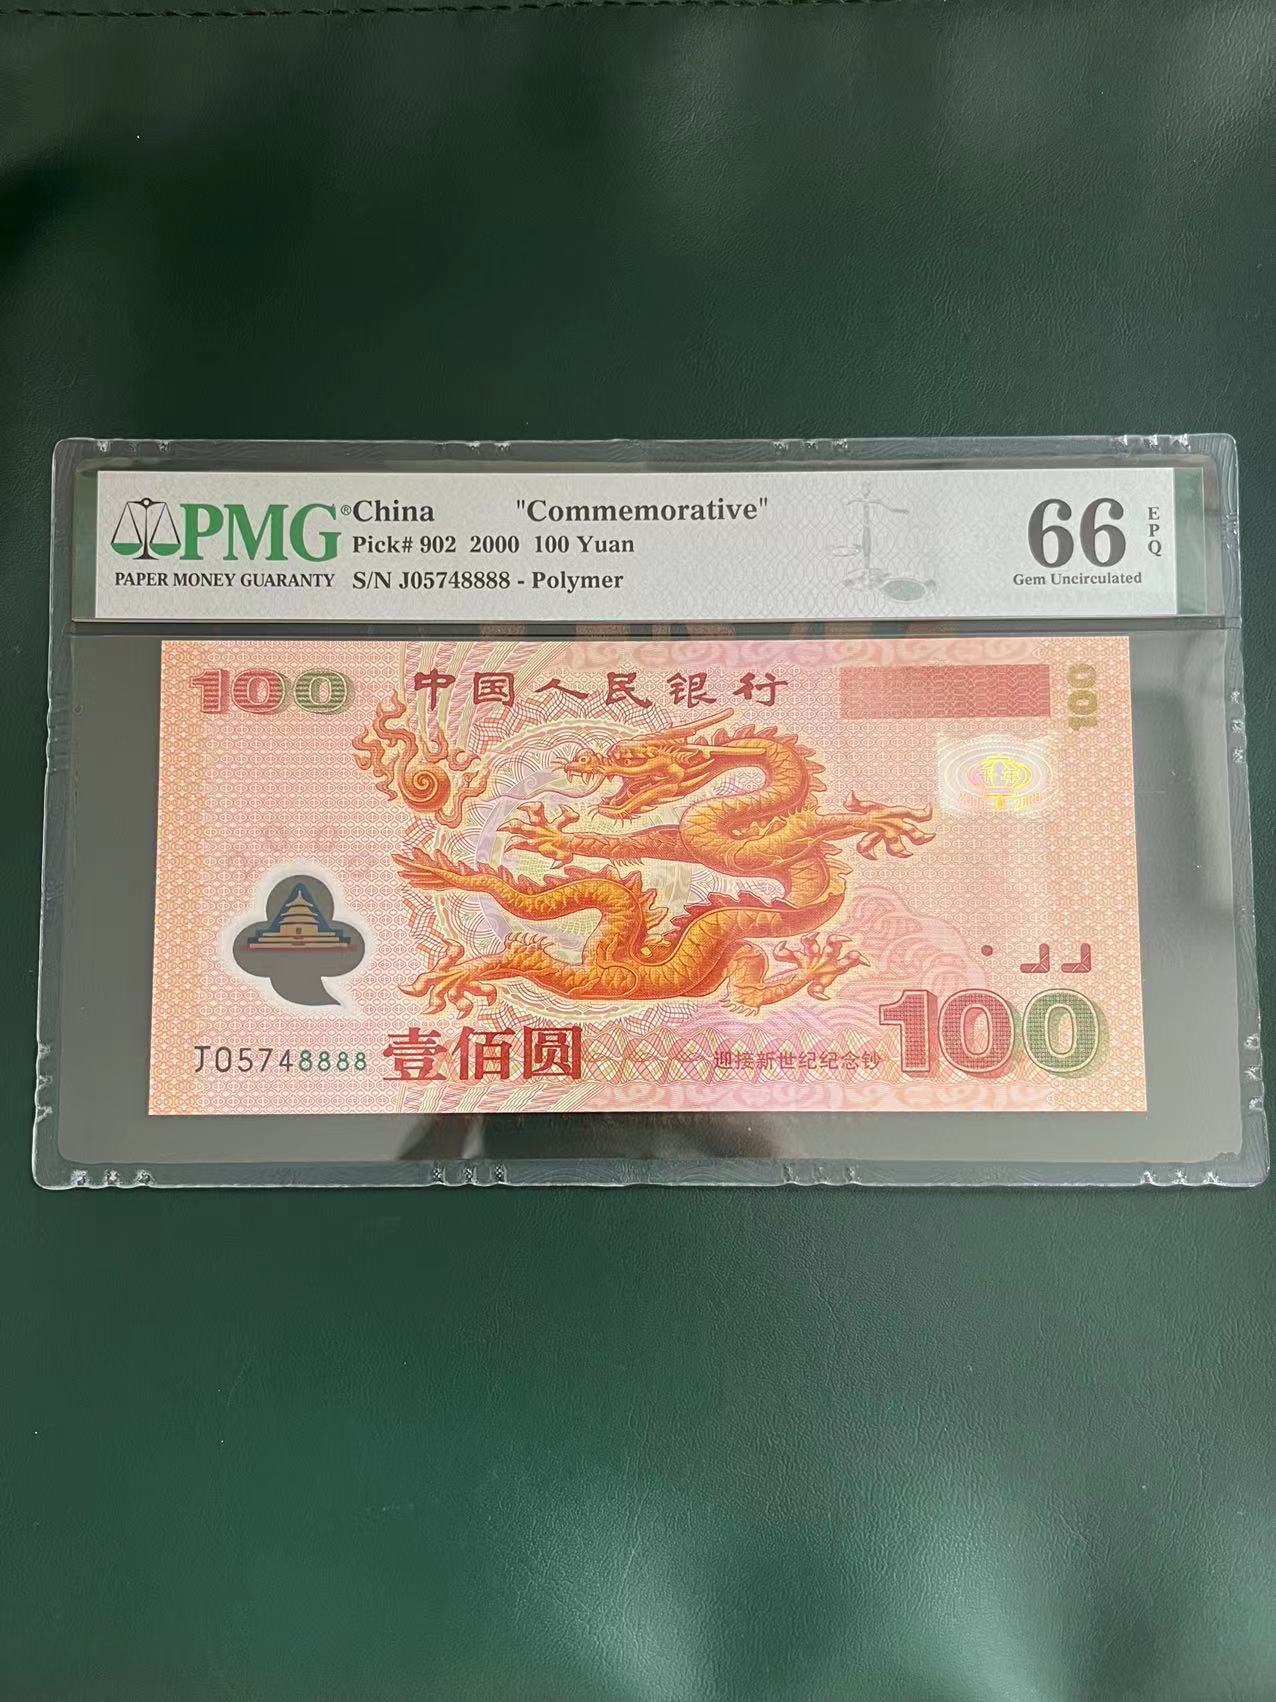 PMG®
PAPER MONEY GUARANTY
China "Commemorative"
Pick# 902 2000 100 Yuan
S/N J05748888 - Polymer
66
EPQ
Gem Uncirculated
100 中国人民银行
100
J05748888 壹佰圆
迎接新世纪纪念钞 100